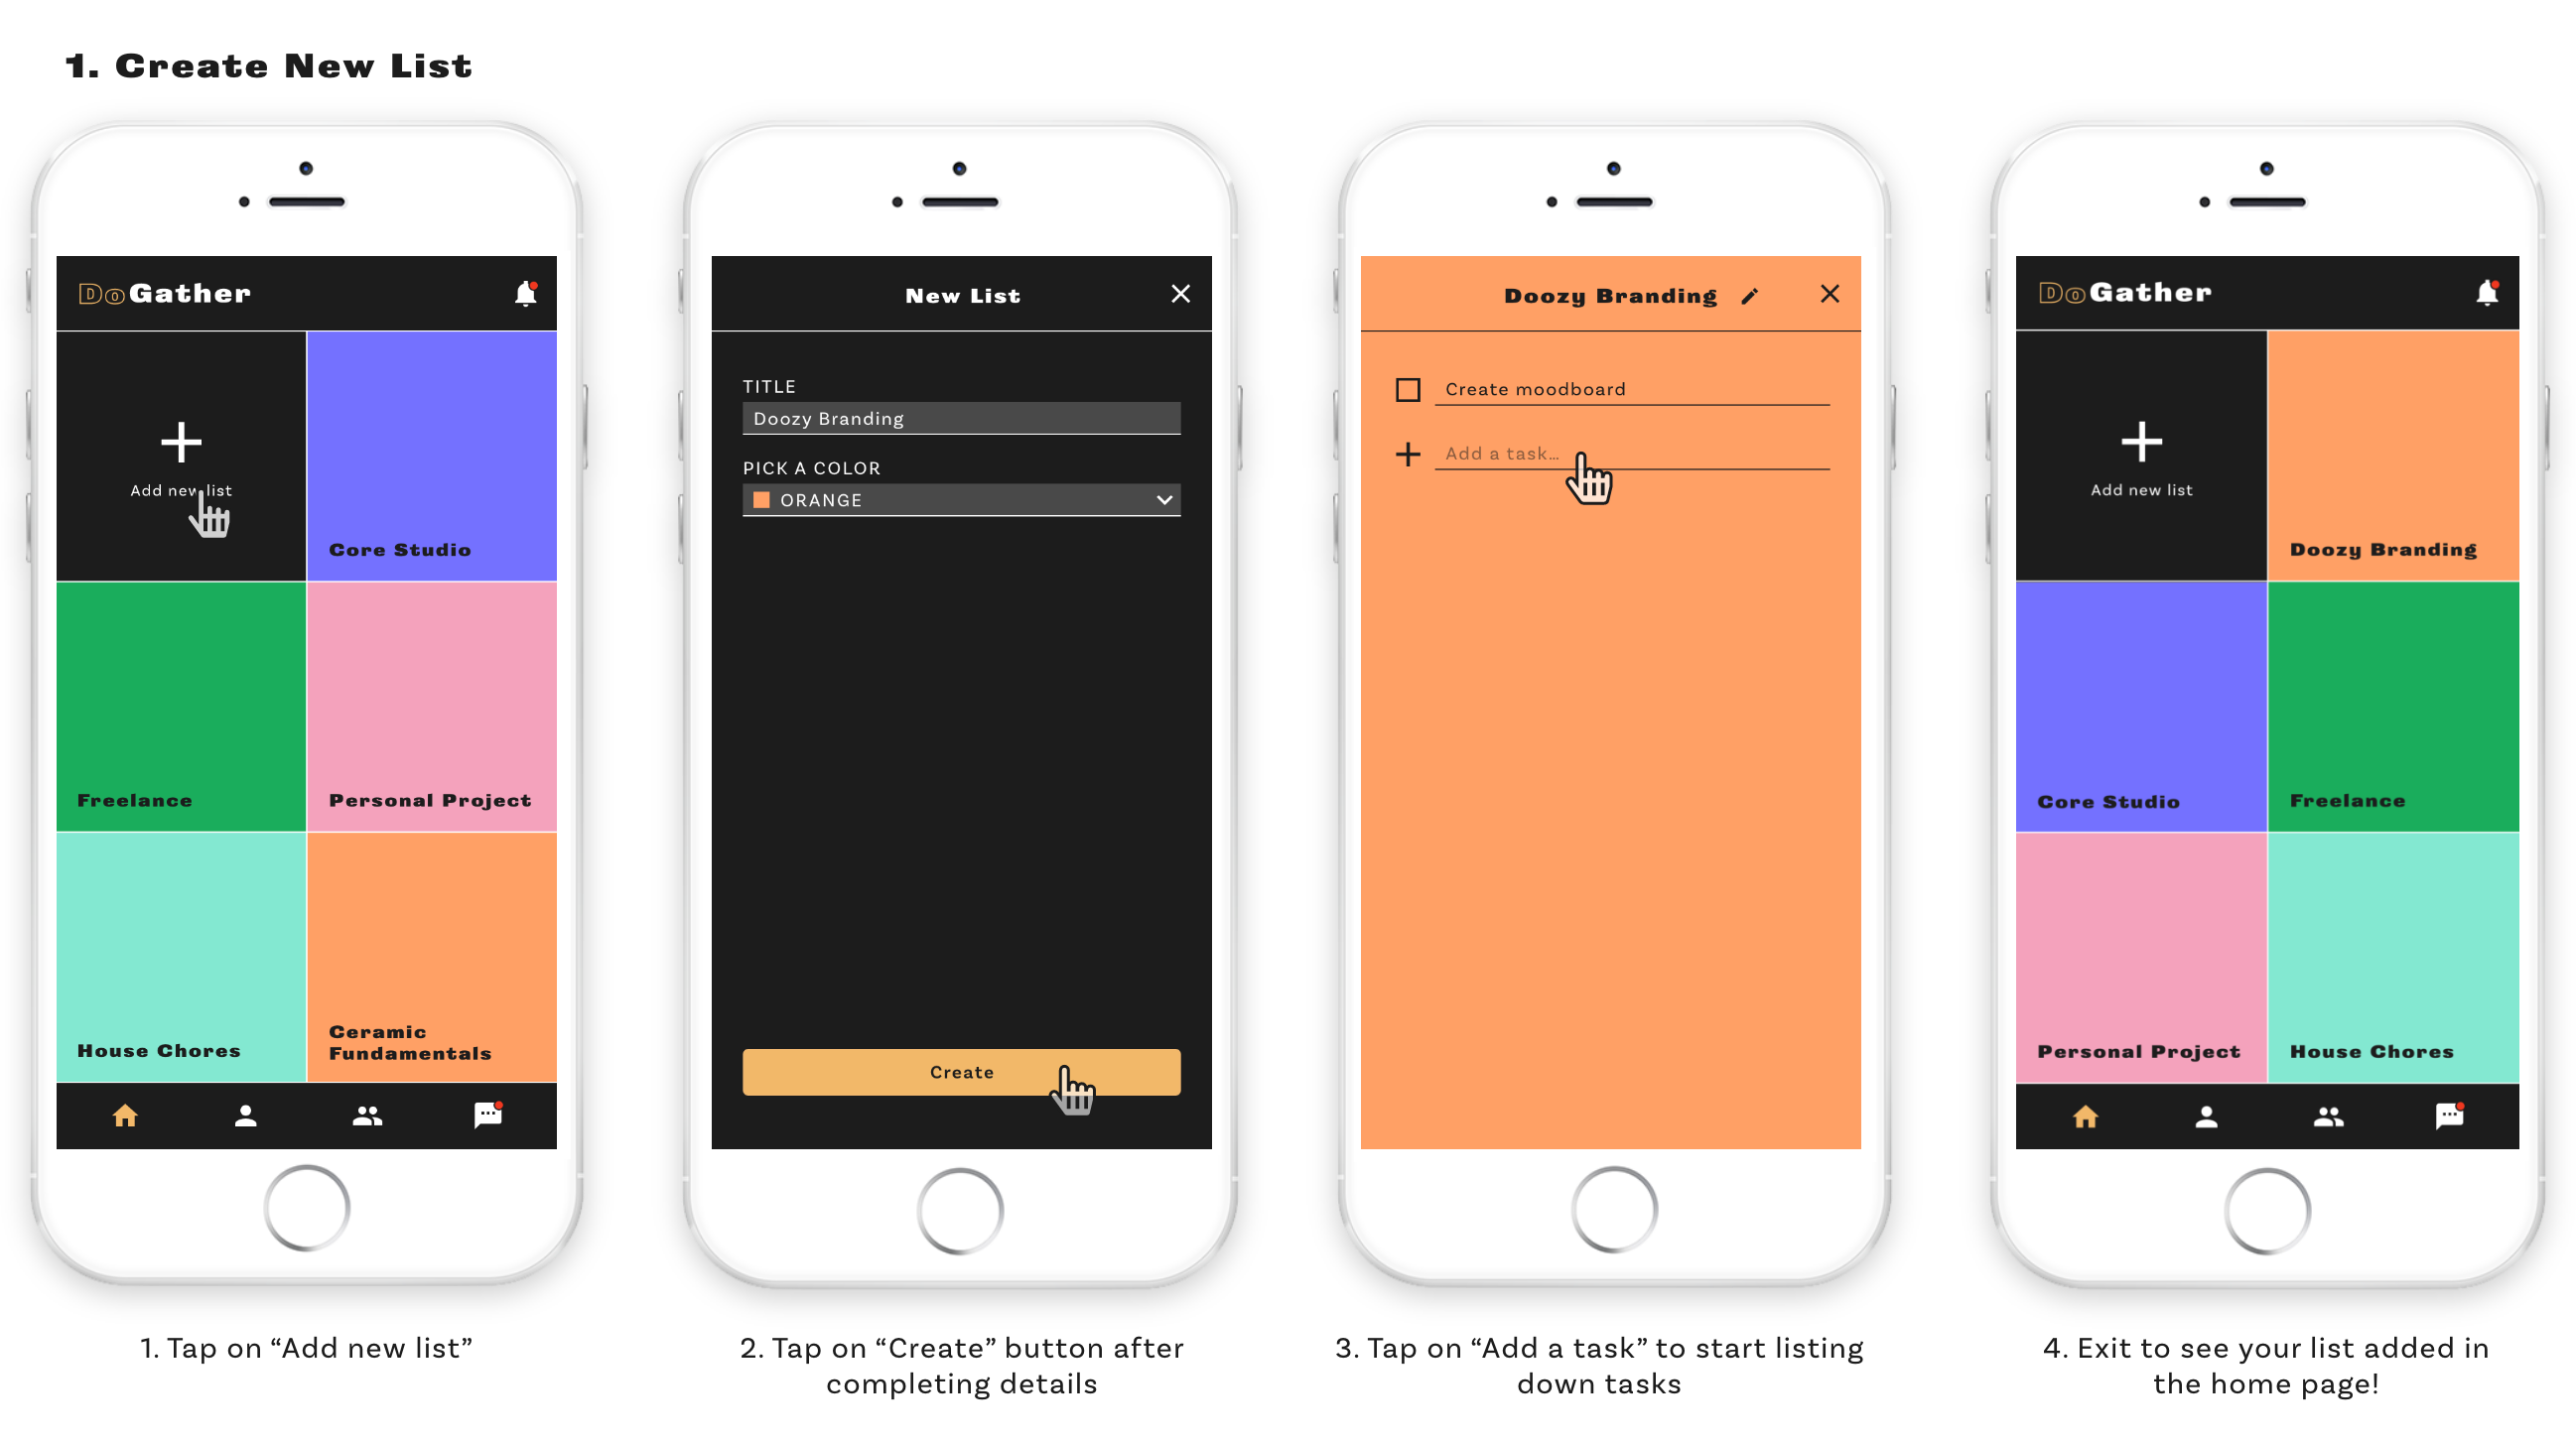 1. Create New List
DoGather
Add new list
Core Studio
Freelance
Personal Project
House Chores
Ceramic
Fundamentals
1. Tap on “Add new list”
New List
TITLE
Doozy Branding
PICK A COLOR
ORANGE
Create
2. Tap on “Create” button after
completing details
Doozy Branding
Create moodboard
Add a task...
3. Tap on “Add a task” to start listing
down tasks
DoGather
Add new list
Doozy Branding
Core Studio
Freelance
Personal Project
House Chores
4. Exit to see your list added in
the home page!